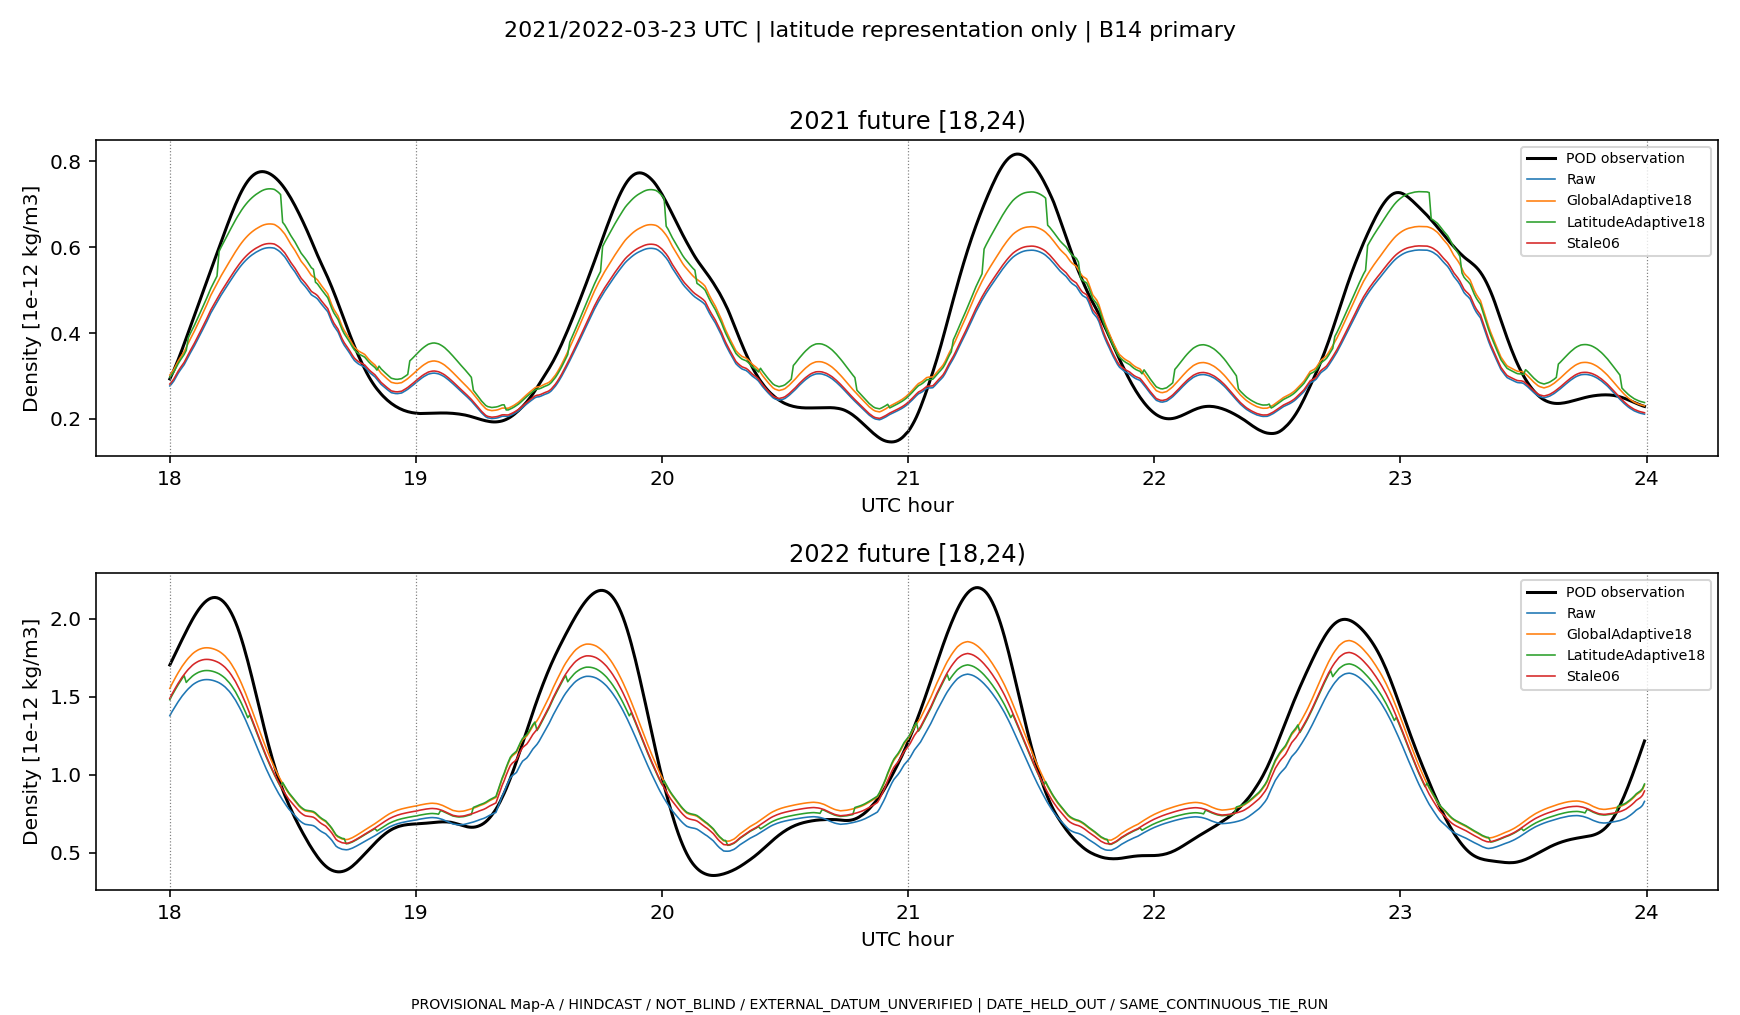 2021/2022-03-23 UTC | latitude representation only | B14 primary
2021 future [18,24)
Density [1e-12 kg/m3]
0.8
0.6
0.4
0.2
POD observation
Raw
GlobalAdaptive18
LatitudeAdaptive18
Stale06
18 19 20 21 22 23 24
UTC hour
2022 future [18,24)
Density [1e-12 kg/m3]
2.0
1.5
1.0
0.5
POD observation
Raw
GlobalAdaptive18
LatitudeAdaptive18
Stale06
18 19 20 21 22 23 24
UTC hour
PROVISIONAL Map-A / HINDCAST / NOT_BLIND / EXTERNAL_DATUM_UNVERIFIED | DATE_HELD_OUT / SAME_CONTINUOUS_TIE_RUN